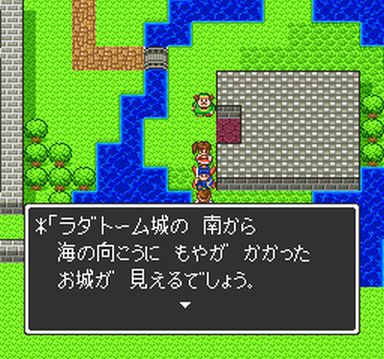 *「ラダトーム城の 南から
海の向こうに もやが かかった
お城が 見えるでしょう。